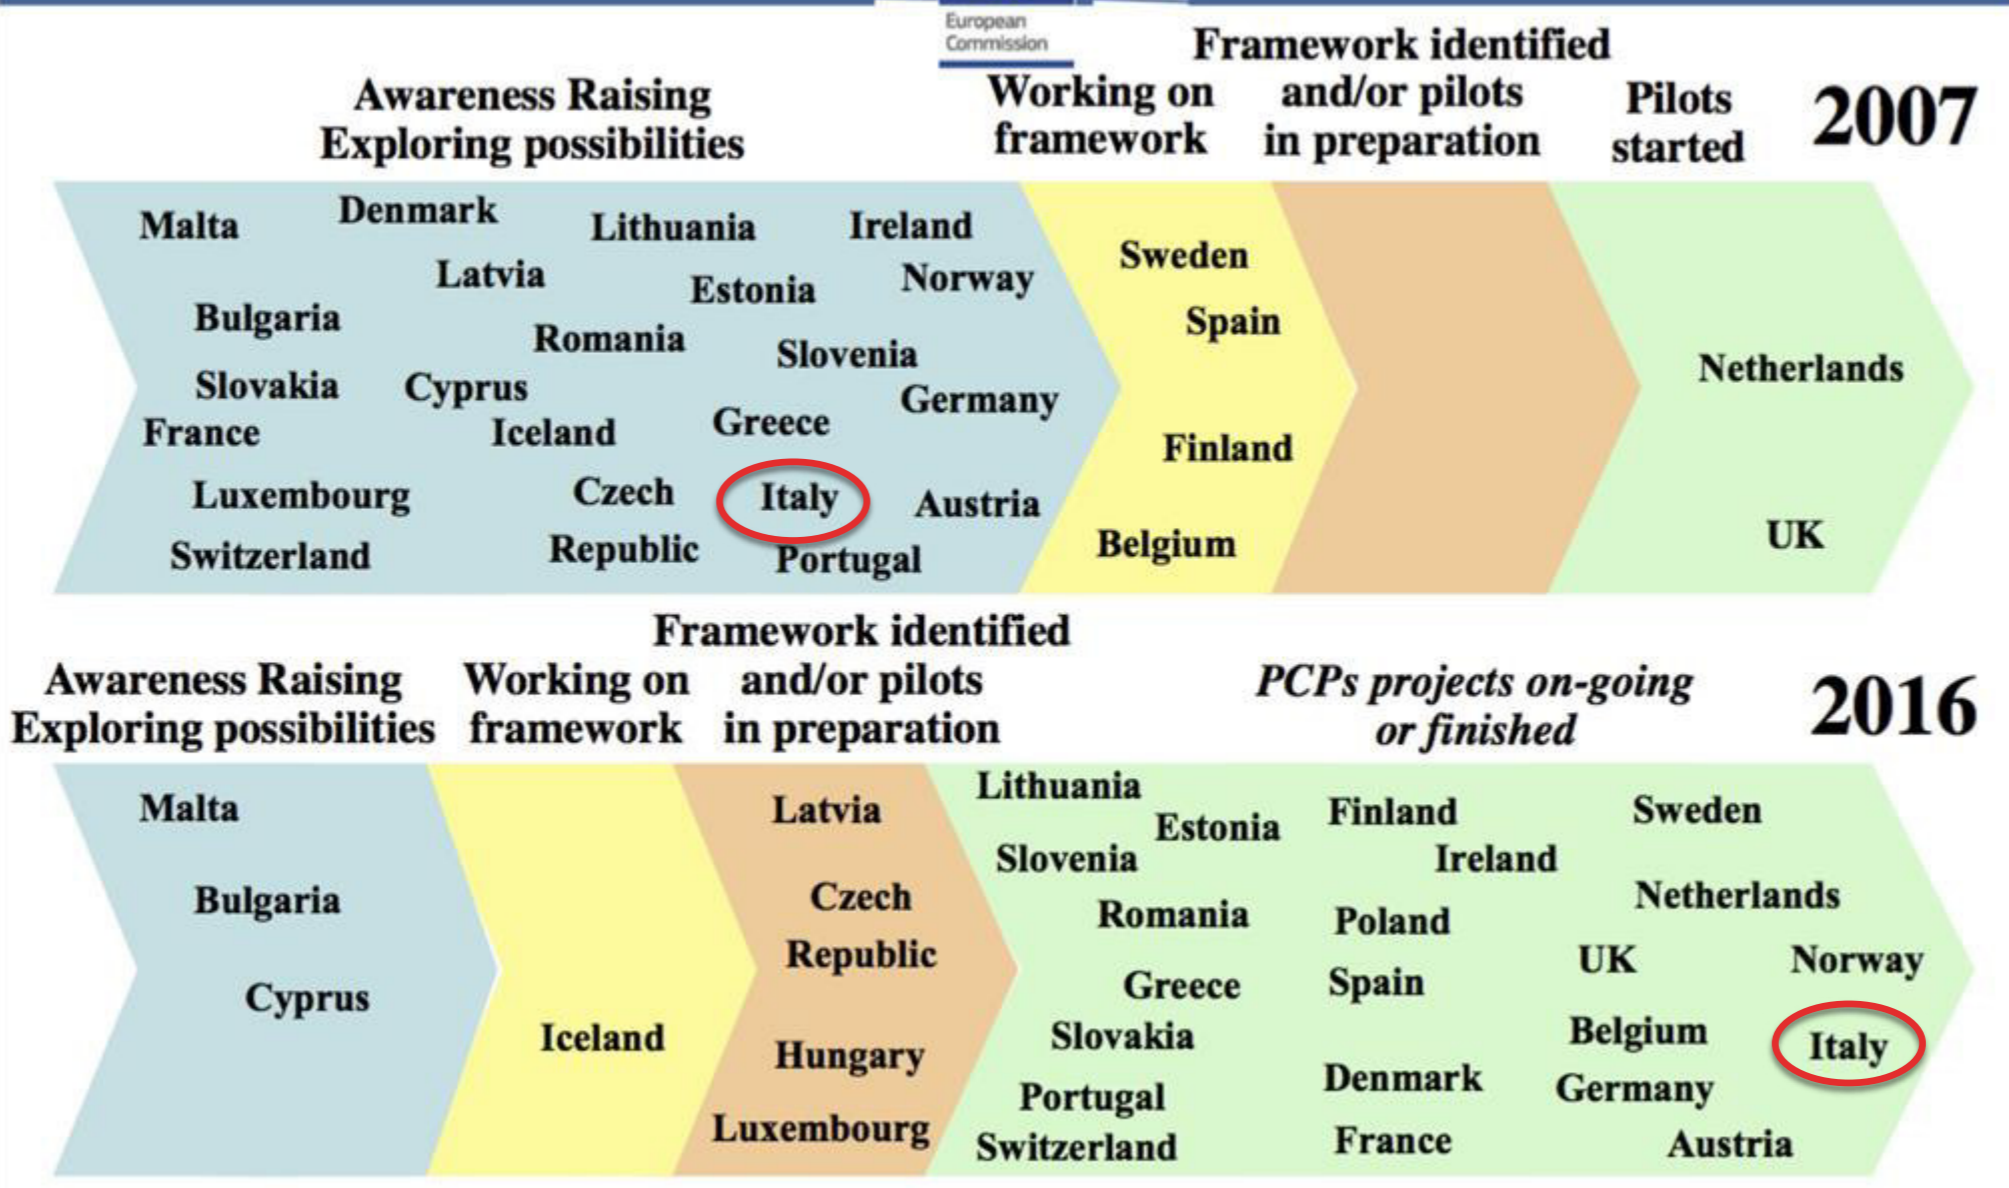 European
Commission
Awareness Raising
Exploring possibilities
Working on
framework
Framework identified
and/or pilots
in preparation
Pilots
started
2007
Malta
Denmark
Lithuania
Ireland
Latvia
Estonia
Norway
Bulgaria
Romania
Slovenia
Slovakia
Cyprus
Germany
France
Iceland
Greece
Luxembourg
Czech
Republic
Italy
Austria
Switzerland
Portugal
Sweden
Spain
Finland
Belgium
Netherlands
UK
Awareness Raising
Exploring possibilities
Working on
framework
Framework identified
and/or pilots
in preparation
PCPs projects on-going
or finished
2016
Malta
Bulgaria
Cyprus
Iceland
Latvia
Czech
Republic
Hungary
Luxembourg
Lithuania
Estonia
Slovenia
Romania
Greece
Slovakia
Portugal
Switzerland
Finland
Ireland
Poland
Spain
Denmark
France
Sweden
Netherlands
UK
Norway
Belgium
Italy
Germany
Austria